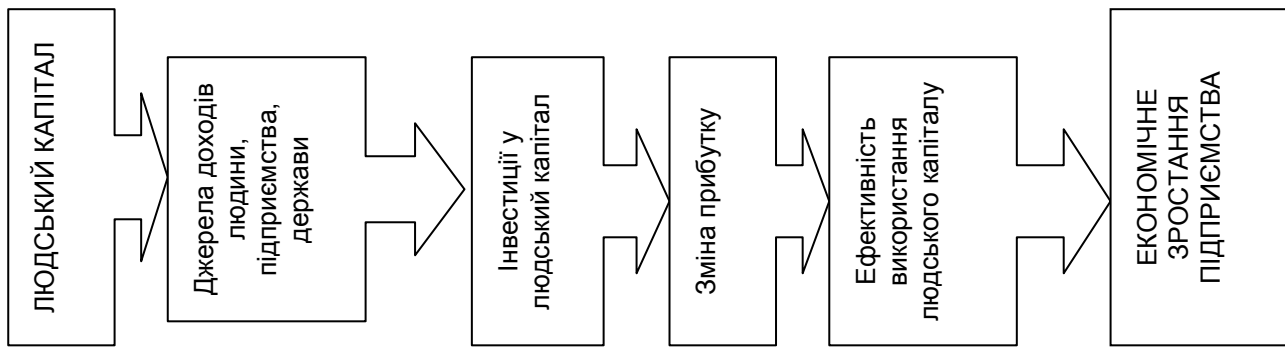 ЛЮДСЬКИЙ КАПІТАЛ
Джерела доходів
людини,
підприємства,
держави
Інвестиції у
людський капітал
Зміна прибутку
Ефективність
використання
людського капіталу
ЕКОНОМІЧНЕ
ЗРОСТАННЯ
ПІДПРИЄМСТВА